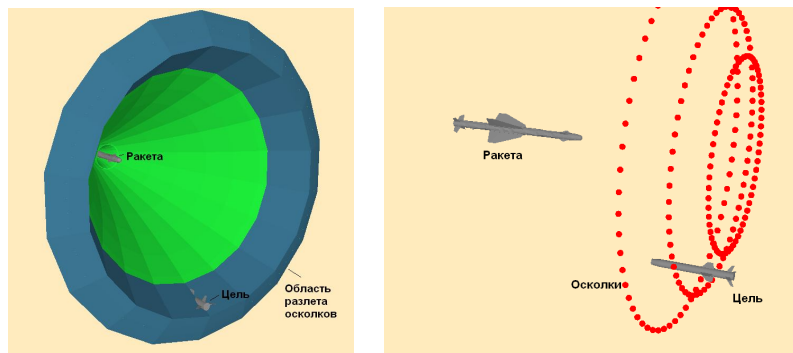 Ракета
Цель
Область
разлета
осколков
Ракета
Осколки
Цель